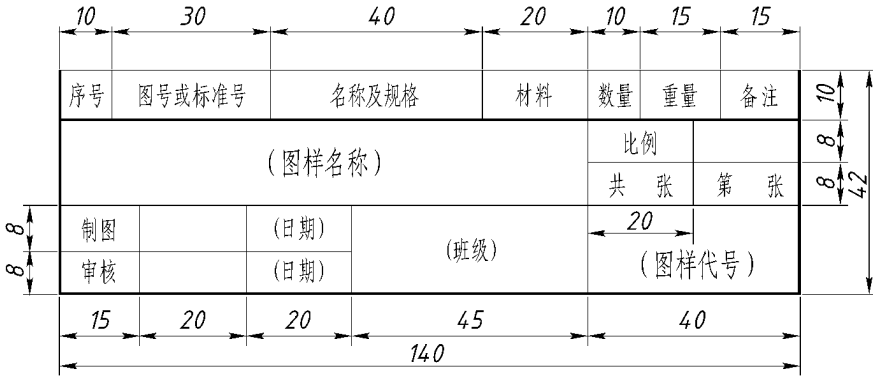 10 30 40 20 10 15 15
序号 图号或标准号 名称及规格 材料 数量 重量 备注 10
(图样名称) 比例 8
共 张 第 张 8 42
8 制图 (日期) (班级) 20
8 审核 (日期) (图样代号)
15 20 20 45 40
140